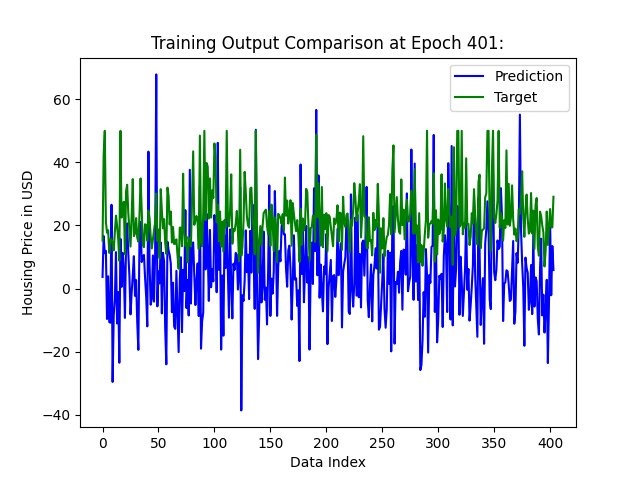 Training Output Comparison at Epoch 401:
Prediction
Target
Housing Price in USD
60
40
20
0
−20
−40
0 50 100 150 200 250 300 350 400
Data Index